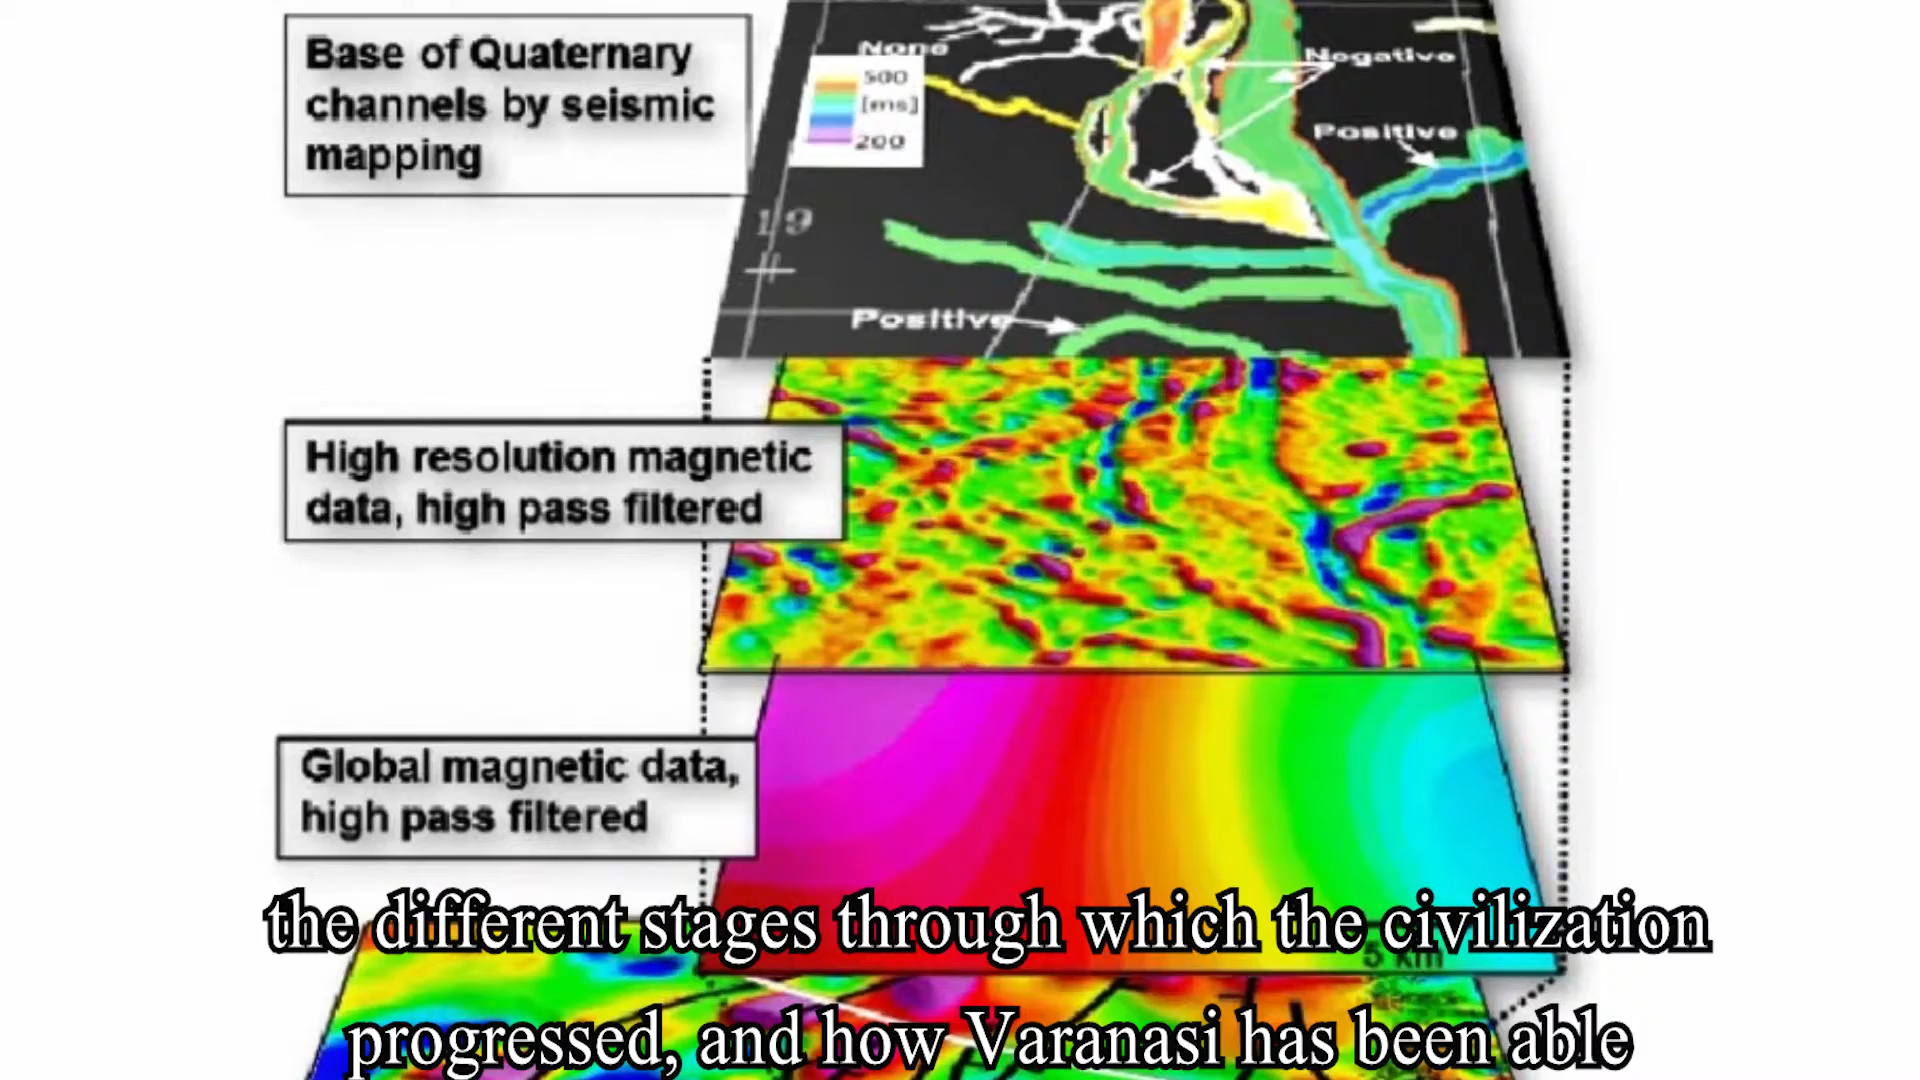 Base of Quaternary
channels by seismic
mapping
None
500
[ms]
200
Negative
Positive
19
Positive
High resolution magnetic
data, high pass filtered
Global magnetic data,
high pass filtered
5 km
the different stages through which the civilization
progressed, and how Varanasi has been able